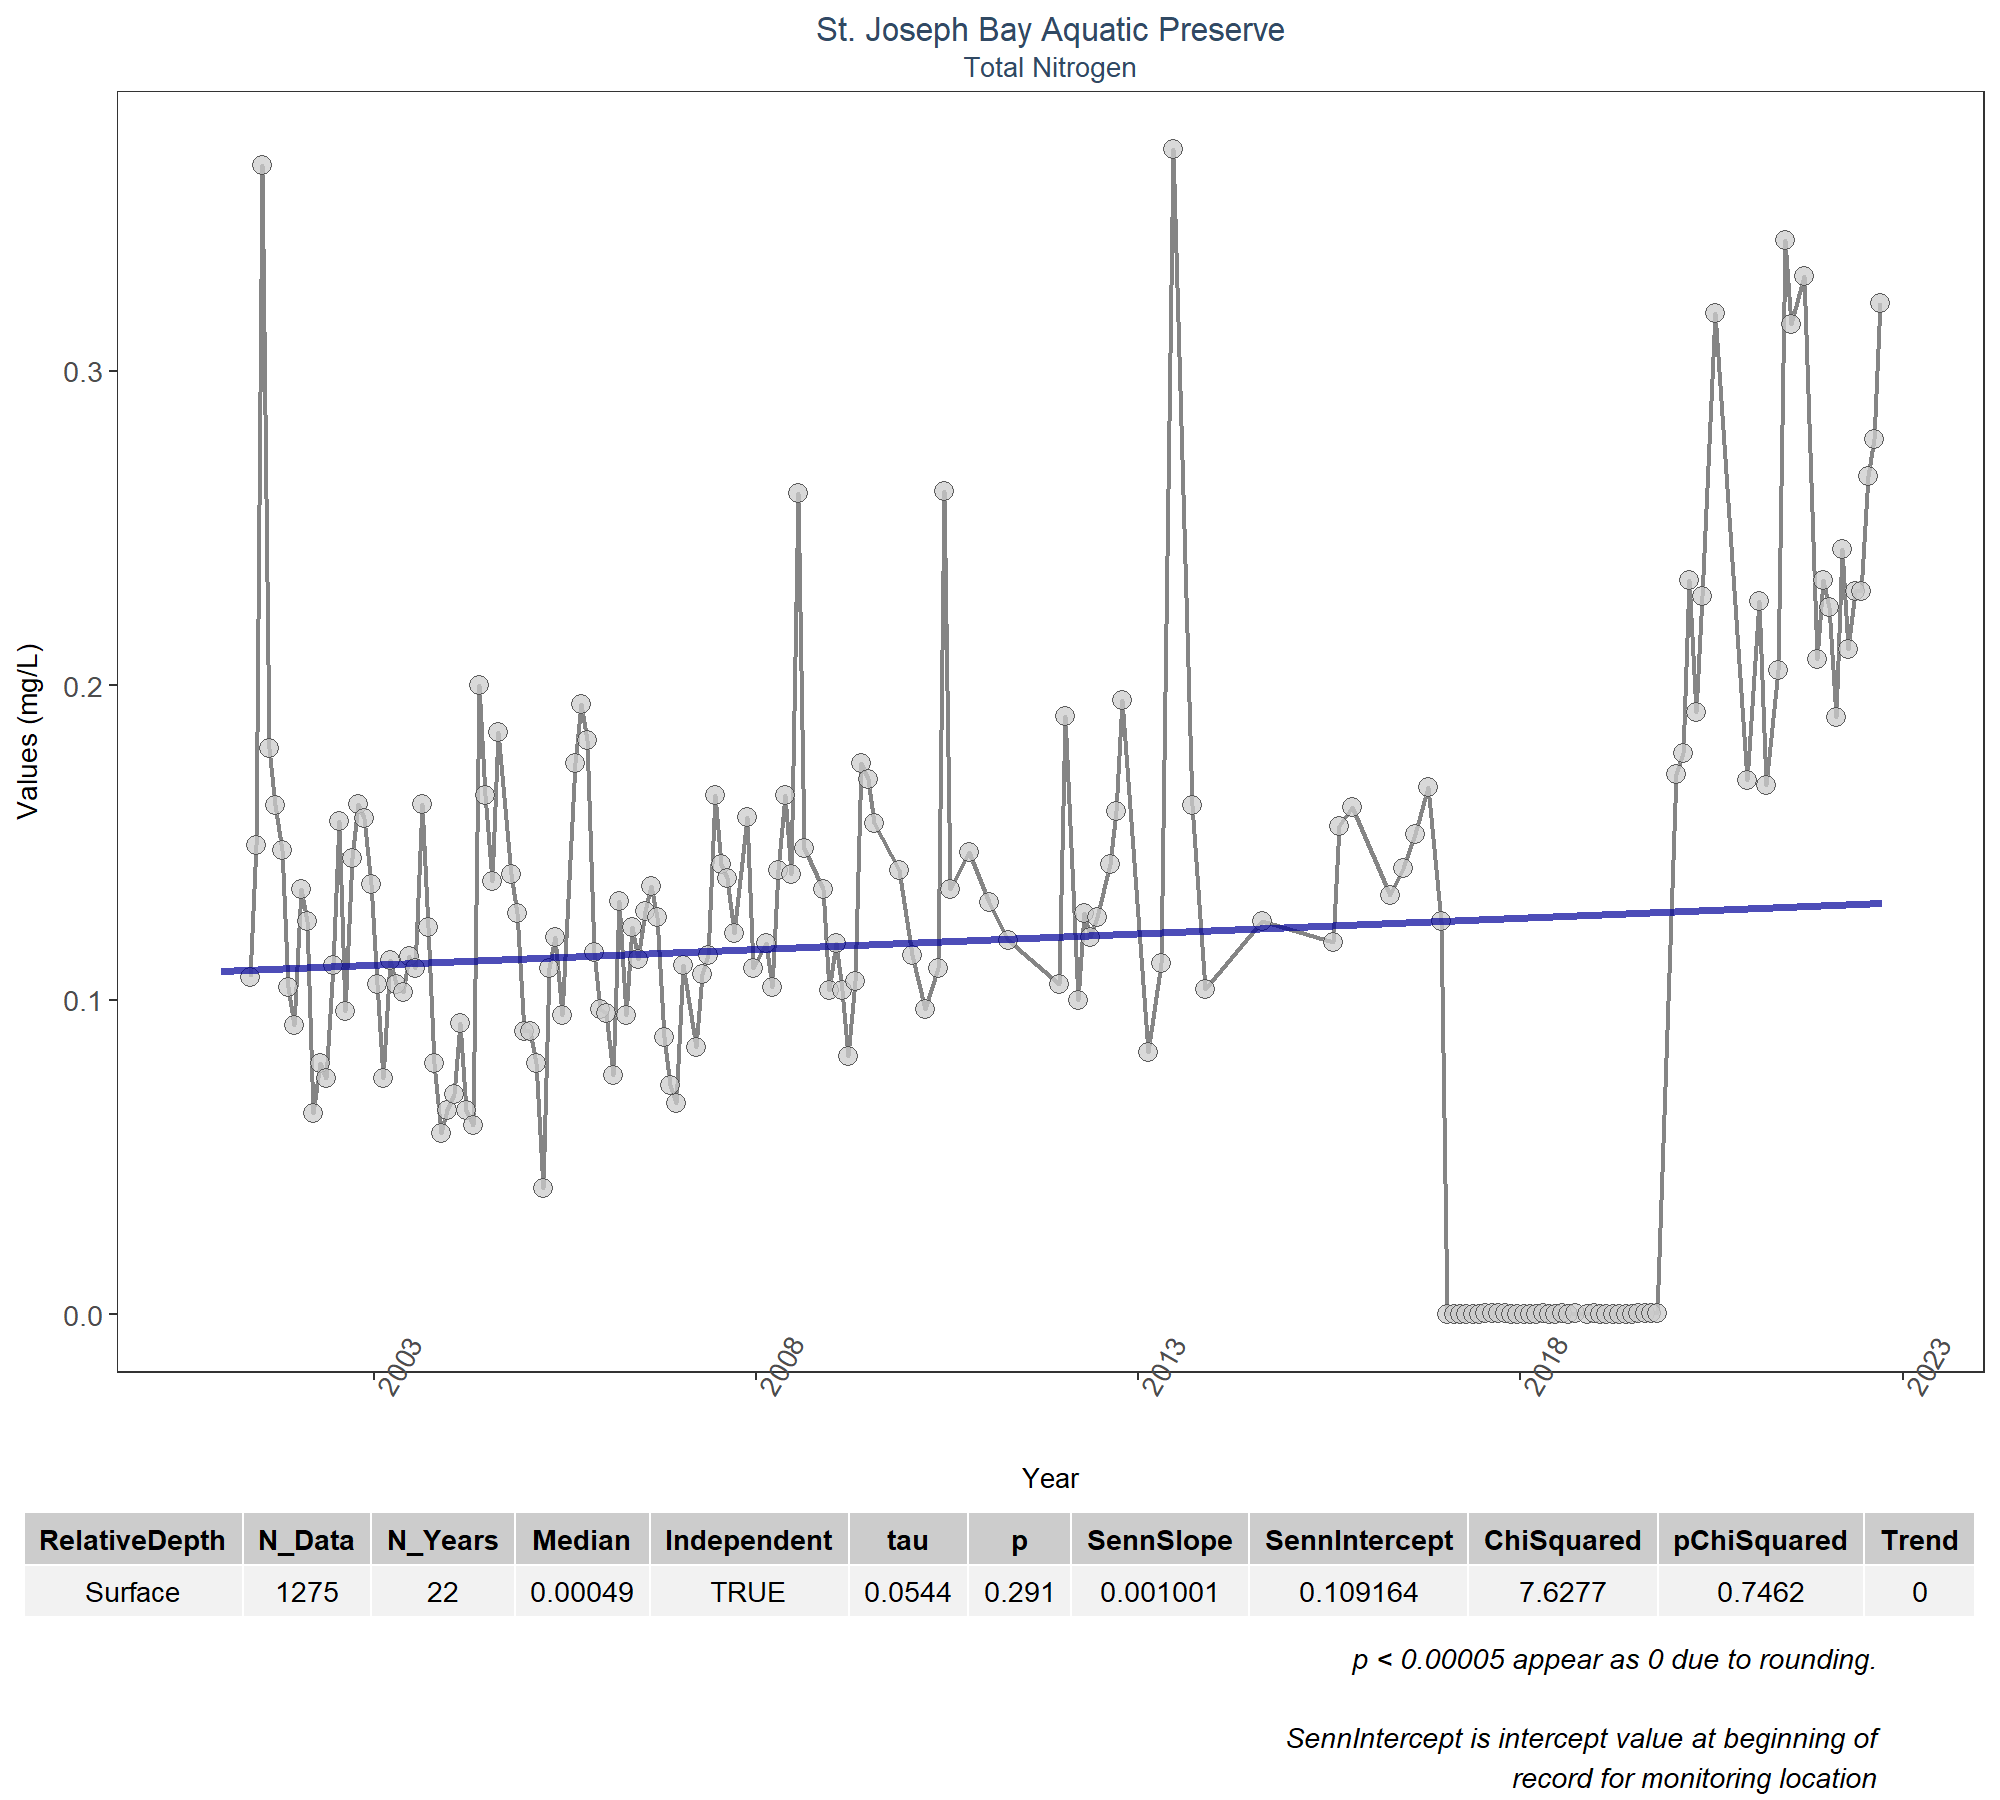 St. Joseph Bay Aquatic Preserve
Total Nitrogen
Values (mg/L)
0.3
0.2
0.1
0.0
2003 2008 2013 2018 2023
Year
RelativeDepth N_Data N_Years Median Independent tau p SennSlope SennIntercept ChiSquared pChiSquared Trend
Surface 1275 22 0.00049 TRUE 0.0544 0.291 0.001001 0.109164 7.6277 0.7462 0
p < 0.00005 appear as 0 due to rounding.
SennIntercept is intercept value at beginning of
record for monitoring location